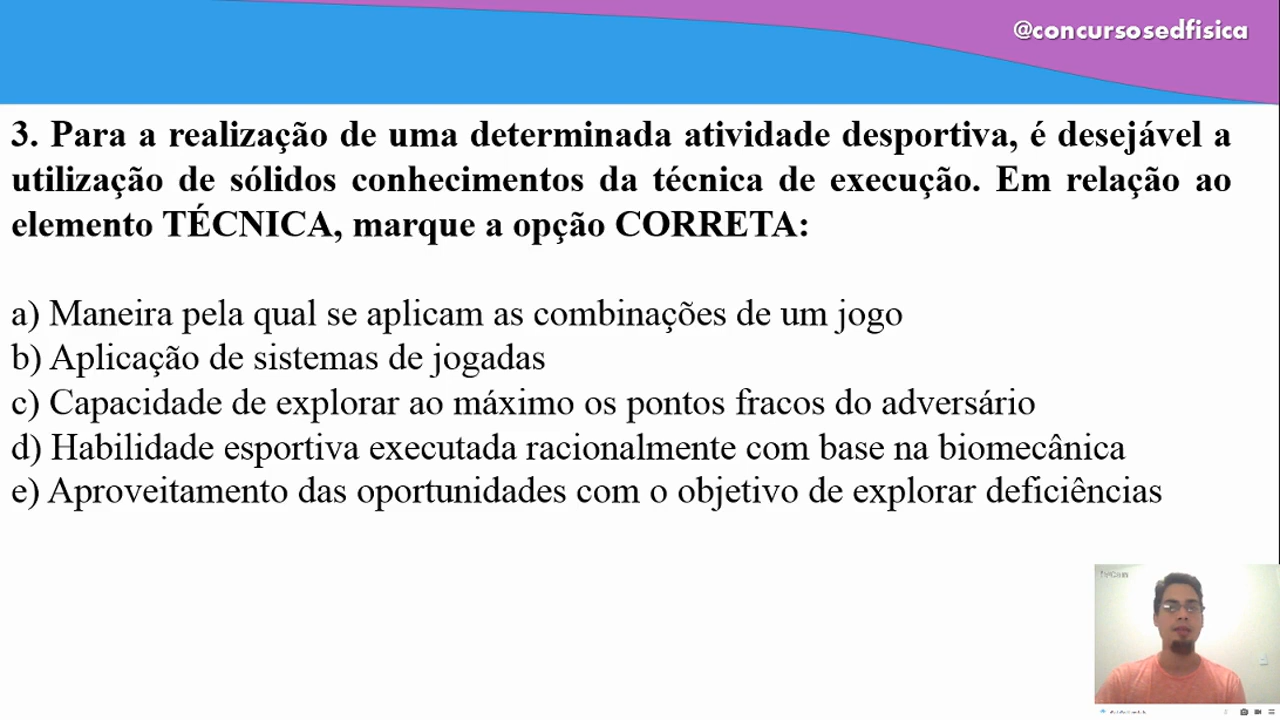 @concursosedfisica
3. Para a realização de uma determinada atividade desportiva, é desejável a
utilização de sólidos conhecimentos da técnica de execução. Em relação ao
elemento TÉCNICA, marque a opção CORRETA:
a) Maneira pela qual se aplicam as combinações de um jogo
b) Aplicação de sistemas de jogadas
c) Capacidade de explorar ao máximo os pontos fracos do adversário
d) Habilidade esportiva executada racionalmente com base na biomecânica
e) Aproveitamento das oportunidades com o objetivo de explorar deficiências